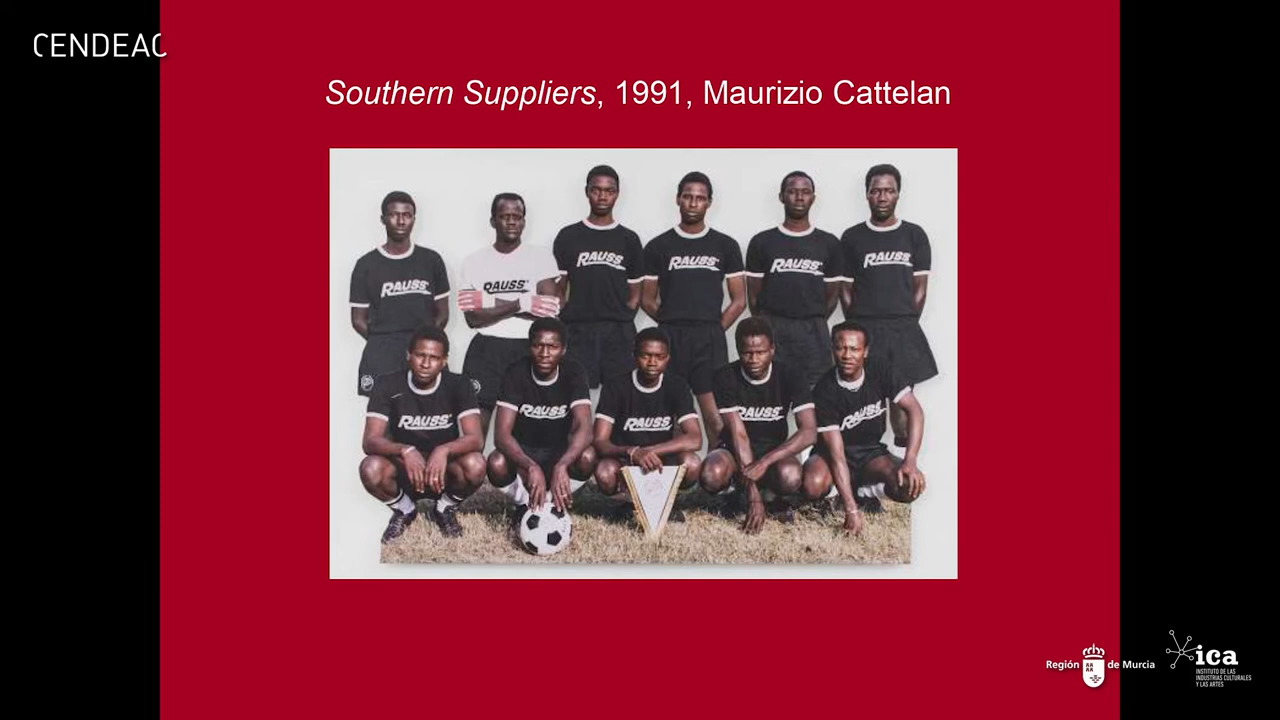 CENDEAC
Southern Suppliers, 1991, Maurizio Cattelan
RAUSS
RAUSS
RAUSS
RAUSS
RAUSS
RAUSS
RAUSS
RAUSS
RAUSS
RAUSS
RAUSS
Región de Murcia
ica
INSTITUTO DE LAS
INDUSTRIAS CULTURALES
Y LAS ARTES